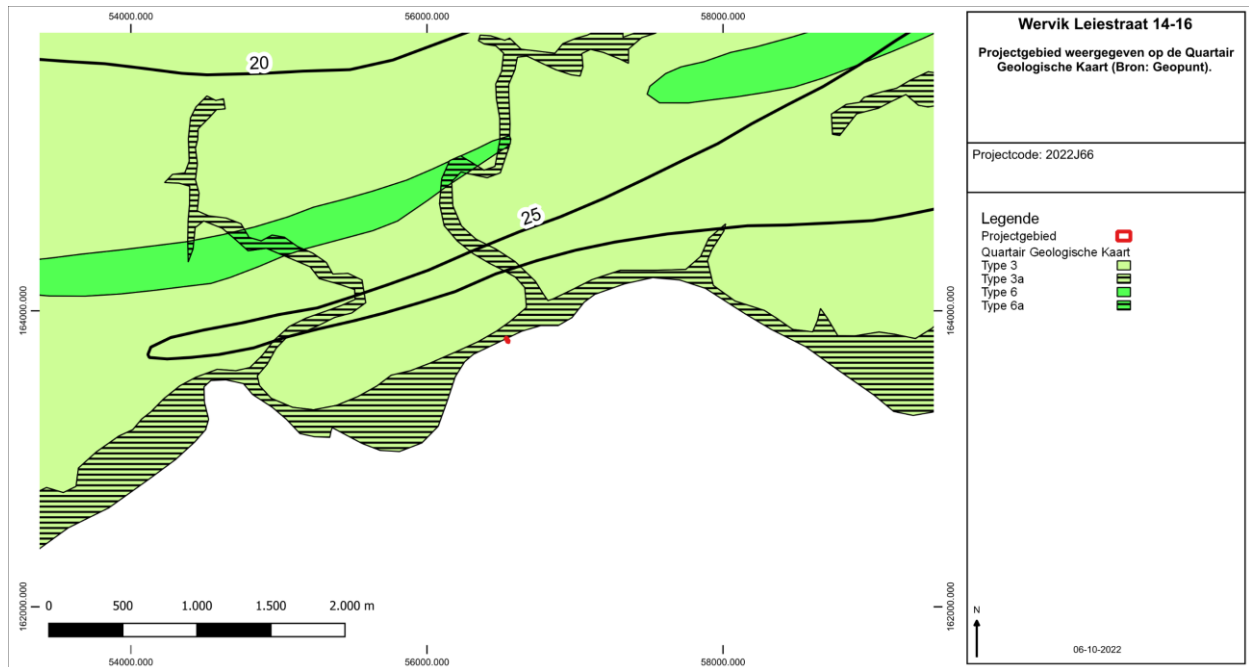 54000.000
56000.000
58000.000
20
25
164000.000
164000.000
162000.000
162000.000
0 500 1.000 1.500 2.000 m
54000.000
56000.000
58000.000
Wervik Leiestraat 14-16
Projectgebied weergegeven op de Quartair
Geologische Kaart (Bron: Geopunt).
Projectcode: 2022J66
Legende
Projectgebied
Quartair Geologische Kaart
Type 3
Type 3a
Type 6
Type 6a
N
06-10-2022